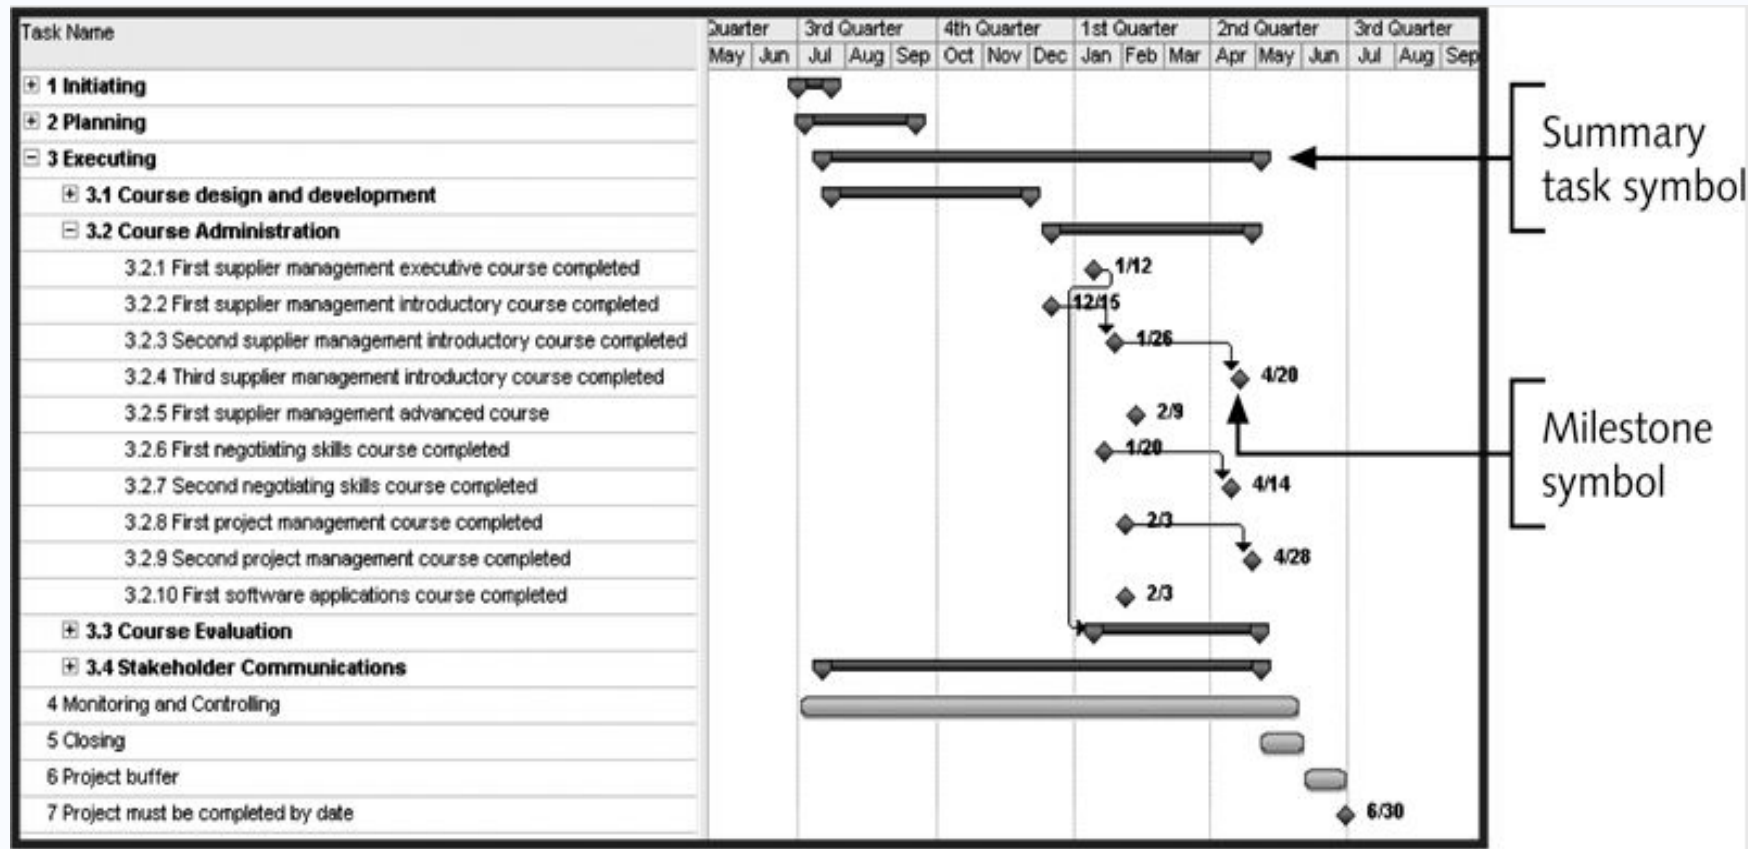 Task Name
Quarter 3rd Quarter 4th Quarter 1st Quarter 2nd Quarter 3rd Quarter
May Jun Jul Aug Sep Oct Nov Dec Jan Feb Mar Apr May Jun Jul Aug Sep
1 Initiating
2 Planning
3 Executing
3.1 Course design and development
3.2 Course Administration
3.2.1 First supplier management executive course completed 1/12
3.2.2 First supplier management introductory course completed 12/15
3.2.3 Second supplier management introductory course completed 1/26
3.2.4 Third supplier management introductory course completed 4/20
3.2.5 First supplier management advanced course 2/9
3.2.6 First negotiating skills course completed 1/20
3.2.7 Second negotiating skills course completed 4/14
3.2.8 First project management course completed 2/3
3.2.9 Second project management course completed 4/28
3.2.10 First software applications course completed 2/3
3.3 Course Evaluation
3.4 Stakeholder Communications
4 Monitoring and Controlling
5 Closing
6 Project buffer
7 Project must be completed by date 6/30
Summary
task symbol
Milestone
symbol